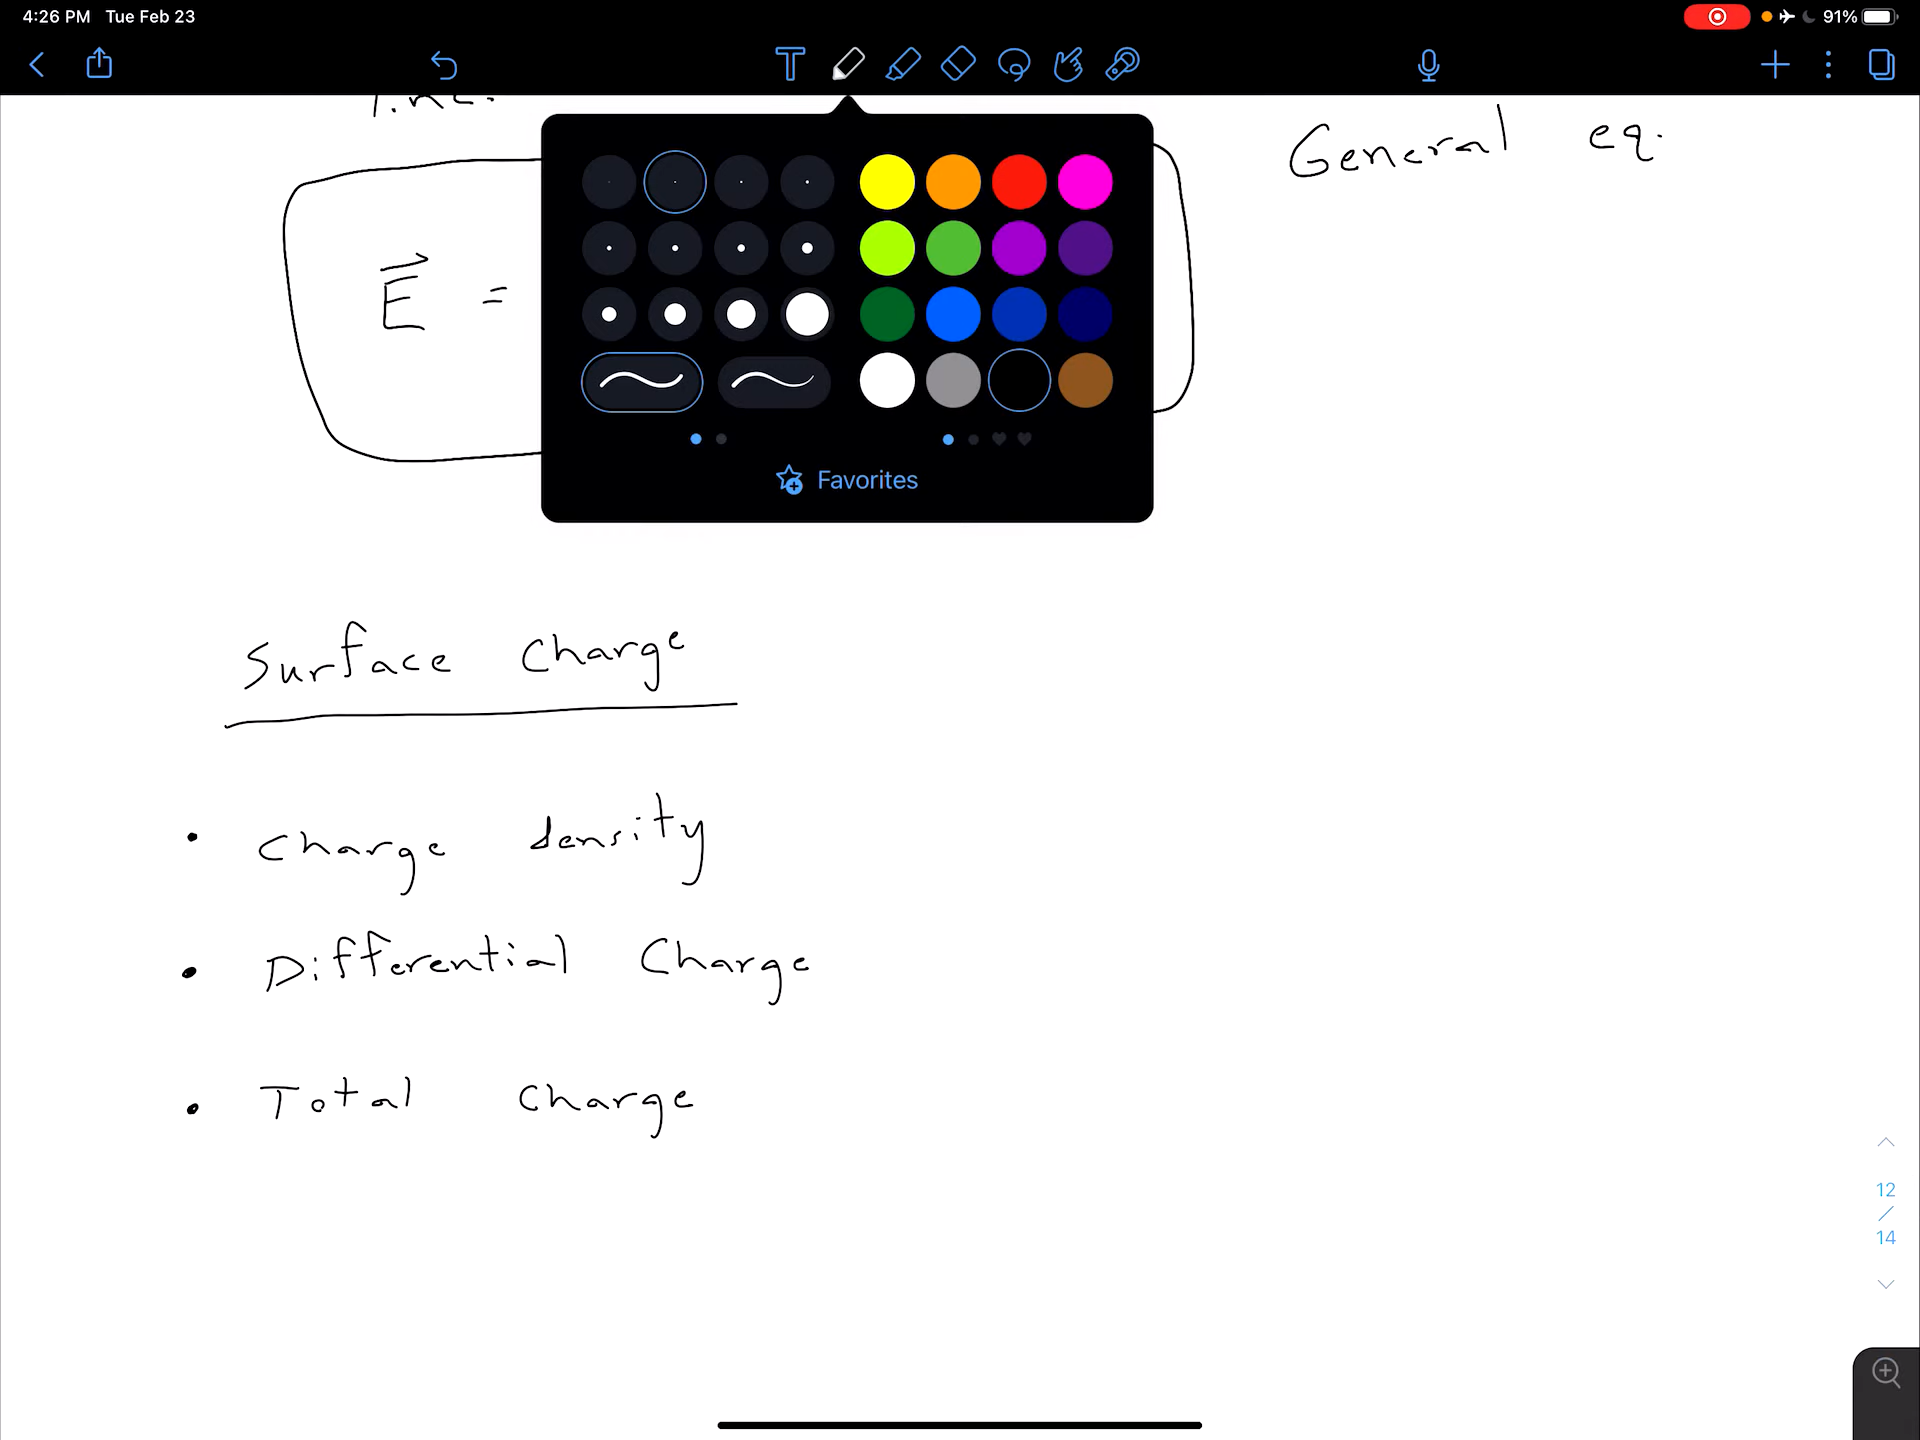 4:26 PM Tue Feb 23
91%
General eq.
E =
Favorites
Surface Charge
• Charge density
• Differential Charge
• Total Charge
12
/
14